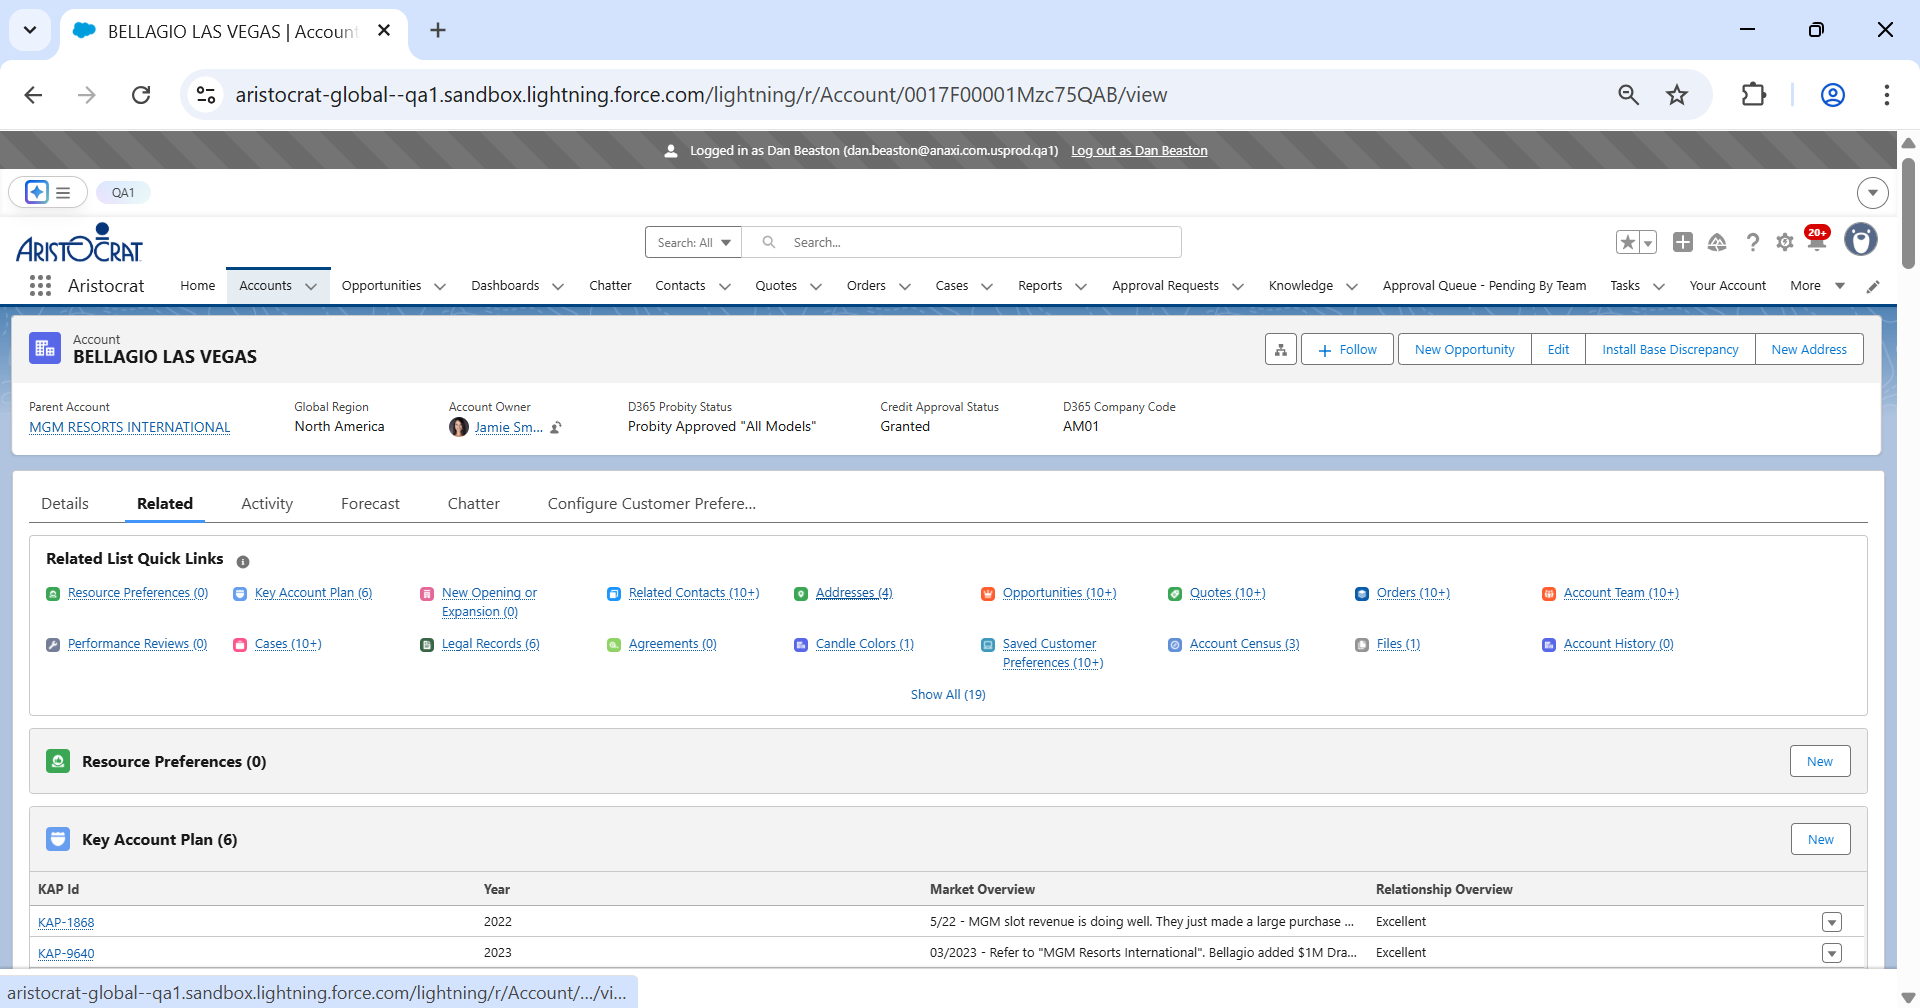 BELLAGIO LAS VEGAS | Accoun
aristocrat-global--qa1.sandbox.lightning.force.com/lightning/r/Account/0017F00001Mzc75QAB/view
Logged in as Dan Beaston (dan.beaston@anaxi.com.usprod.qa1) Log out as Dan Beaston
QA1
ARISTOCRAT
Search: All Search...
20+
Aristocrat Home Accounts Opportunities Dashboards Chatter Contacts Quotes Orders Cases Reports Approval Requests Knowledge Approval Queue - Pending By Team Tasks Your Account More
Account
BELLAGIO LAS VEGAS
Follow New Opportunity Edit Install Base Discrepancy New Address
Parent Account Global Region Account Owner D365 Probity Status Credit Approval Status D365 Company Code
MGM RESORTS INTERNATIONAL North America Jamie Sm... Probity Approved "All Models" Granted AM01
Details Related Activity Forecast Chatter Configure Customer Prefere...
Related List Quick Links
Resource Preferences (0) Key Account Plan (6) New Opening or Expansion (0) Related Contacts (10+) Addresses (4) Opportunities (10+) Quotes (10+) Orders (10+) Account Team (10+)
Performance Reviews (0) Cases (10+) Legal Records (6) Agreements (0) Candle Colors (1) Saved Customer Preferences (10+) Account Census (3) Files (1) Account History (0)
Show All (19)
Resource Preferences (0) New
Key Account Plan (6) New
KAP Id Year Market Overview Relationship Overview
KAP-1868 2022 5/22 - MGM slot revenue is doing well. They just made a large purchase ... Excellent
KAP-9640 2023 03/2023 - Refer to "MGM Resorts International". Bellagio added $1M Dra... Excellent
aristocrat-global--qa1.sandbox.lightning.force.com/lightning/r/Account/.../vi...